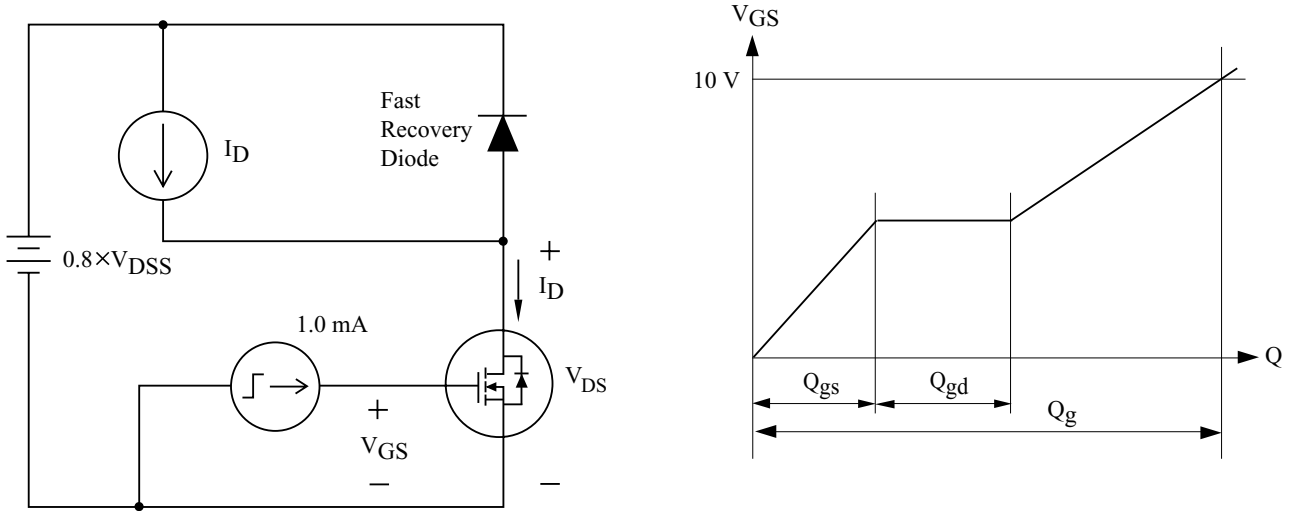 I_D
Fast
Recovery
Diode
0.8×V_DSS
+
I_D
1.0 mA
V_DS
+
V_GS
−
−
V_GS
10 V
Q
Q_gs
Q_gd
Q_g